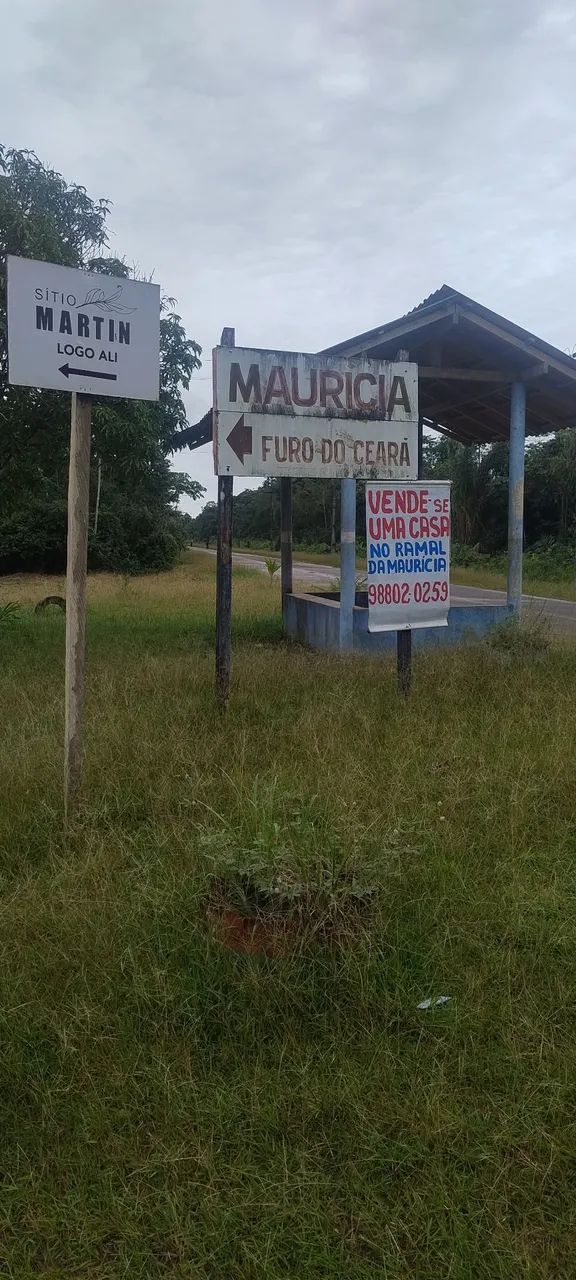 SÍTIO
MARTIN
LOGO ALI
MAURICIA
FURO DO CEARÁ
VENDE-SE
UMA CASA
NO RAMAL
DA MAURÍCIA
98802-0259